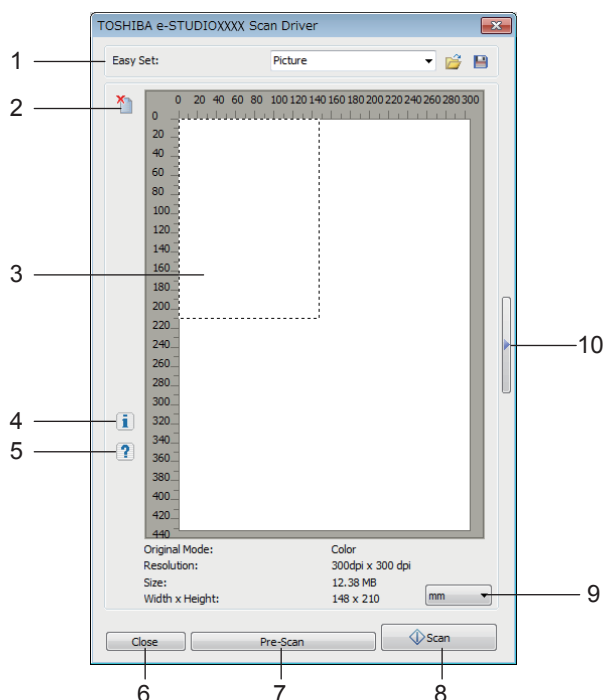 TOSHIBA e-STUDIOXXX Scan Driver
1
Easy Set:
Picture
2
0 20 40 60 80 100 120 140 160 180 200 220 240 260 280 300
0
20
40
60
80
100
120
140
160
3
180
200
220
240
10
260
280
300
4
320
340
5
360
380
400
420
440
Original Mode: Color
Resolution: 300dpi x 300 dpi
Size: 12.38 MB
Width x Height: 148 x 210
mm
9
Close
Pre-Scan
Scan
6
7
8